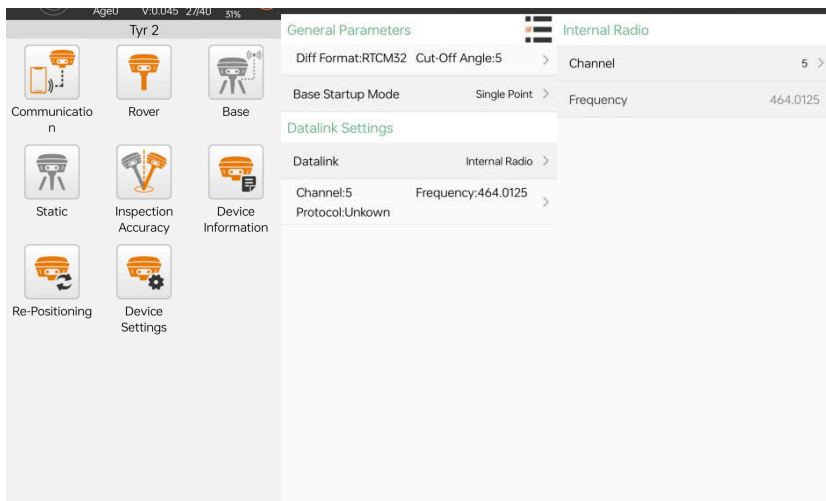 Age0 V:0.045 27/40 31%
Tyr 2
Communicatio
n
Rover
Base
Static
Inspection
Accuracy
Device
Information
Re-Positioning
Device
Settings
General Parameters
Diff Format:RTCM32 Cut-Off Angle:5
Base Startup Mode Single Point
Datalink Settings
Datalink Internal Radio
Channel:5 Frequency:464.0125
Protocol:Unkown
Internal Radio
Channel 5
Frequency 464.0125